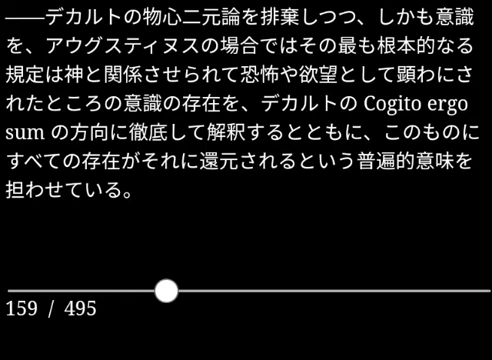 ――デカルトの物心二元論を排棄しつつ、しかも意識
を、アウグスティヌスの場合ではその最も根本的なる
規定は神と関係させられて恐怖や欲望として顕わにさ
れたところの意識の存在を、デカルトの Cogito ergo
sum の方向に徹底して解釈するとともに、このものに
すべての存在がそれに還元されるという普遍的意味を
担わせている。
159 / 495